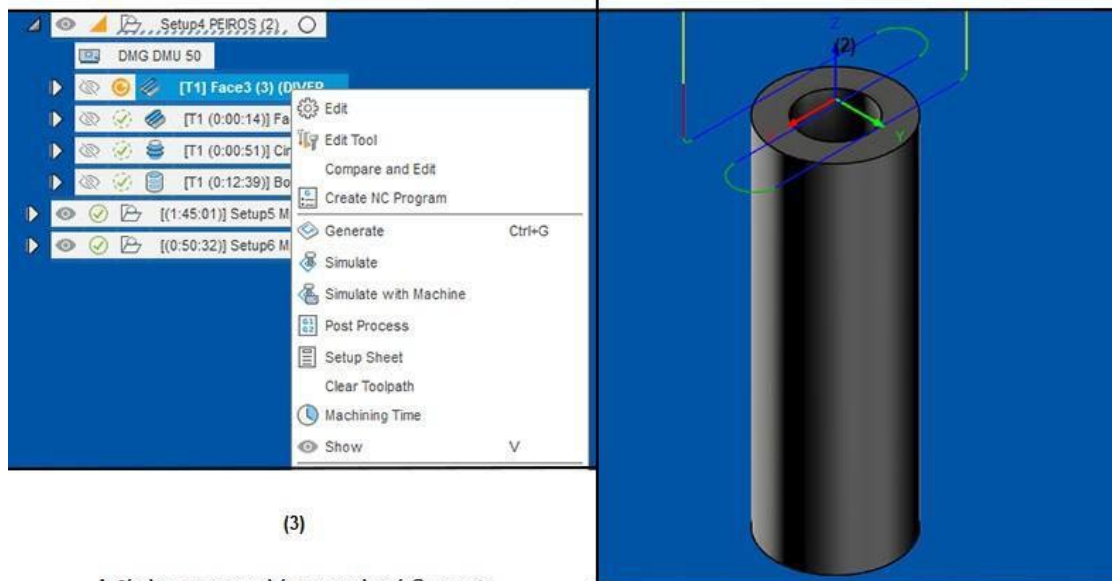 Setup4 PEIROS (2)
DMG DMU 50
[T1] Face3 (3) (DIVER
[T1 (0:00:14)] Fa
[T1 (0:00:51)] Cir
[T1 (0:12:39)] Bo
[(1:45:01)] Setup5 M
[(0:50:32)] Setup6 M
Edit
Edit Tool
Compare and Edit
Create NC Program
Generate Ctrl+G
Simulate
Simulate with Machine
G1 G2 Post Process
Setup Sheet
Clear Toolpath
Machining Time
Show V
(3)
Z
(2)
Y